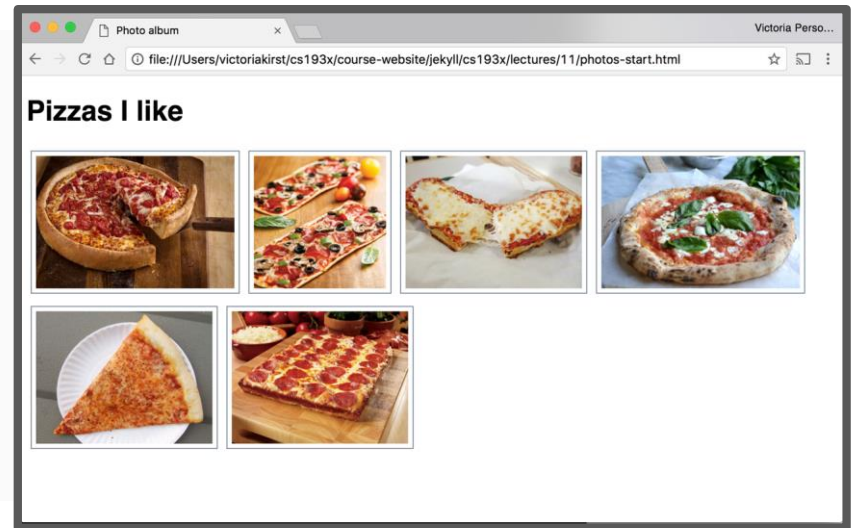 Photo album
Victoria Perso...
file:///Users/victoriakirst/cs193x/course-website/jekyll/cs193x/lectures/11/photos-start.html
Pizzas I like